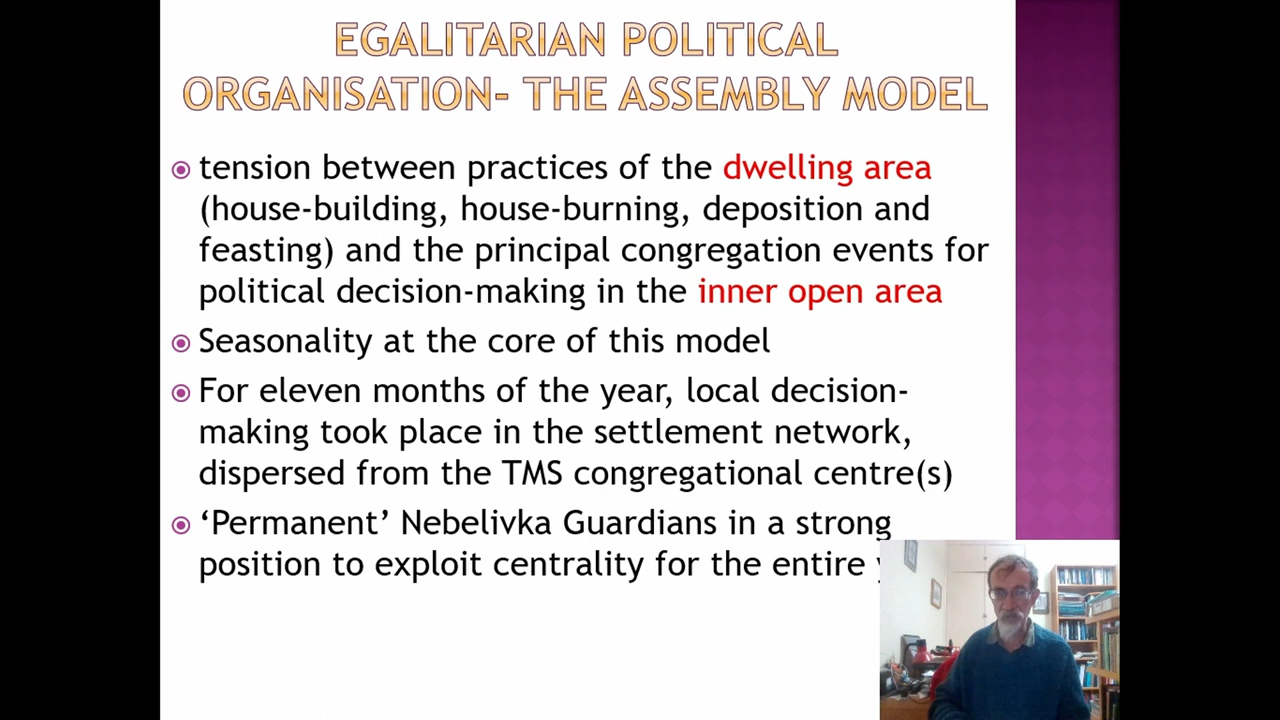 EGALITARIAN POLITICAL
ORGANISATION- THE ASSEMBLY MODEL
tension between practices of the dwelling area
(house-building, house-burning, deposition and
feasting) and the principal congregation events for
political decision-making in the inner open area
Seasonality at the core of this model
For eleven months of the year, local decision-
making took place in the settlement network,
dispersed from the TMS congregational centre(s)
‘Permanent’ Nebelivka Guardians in a strong
position to exploit centrality for the entire